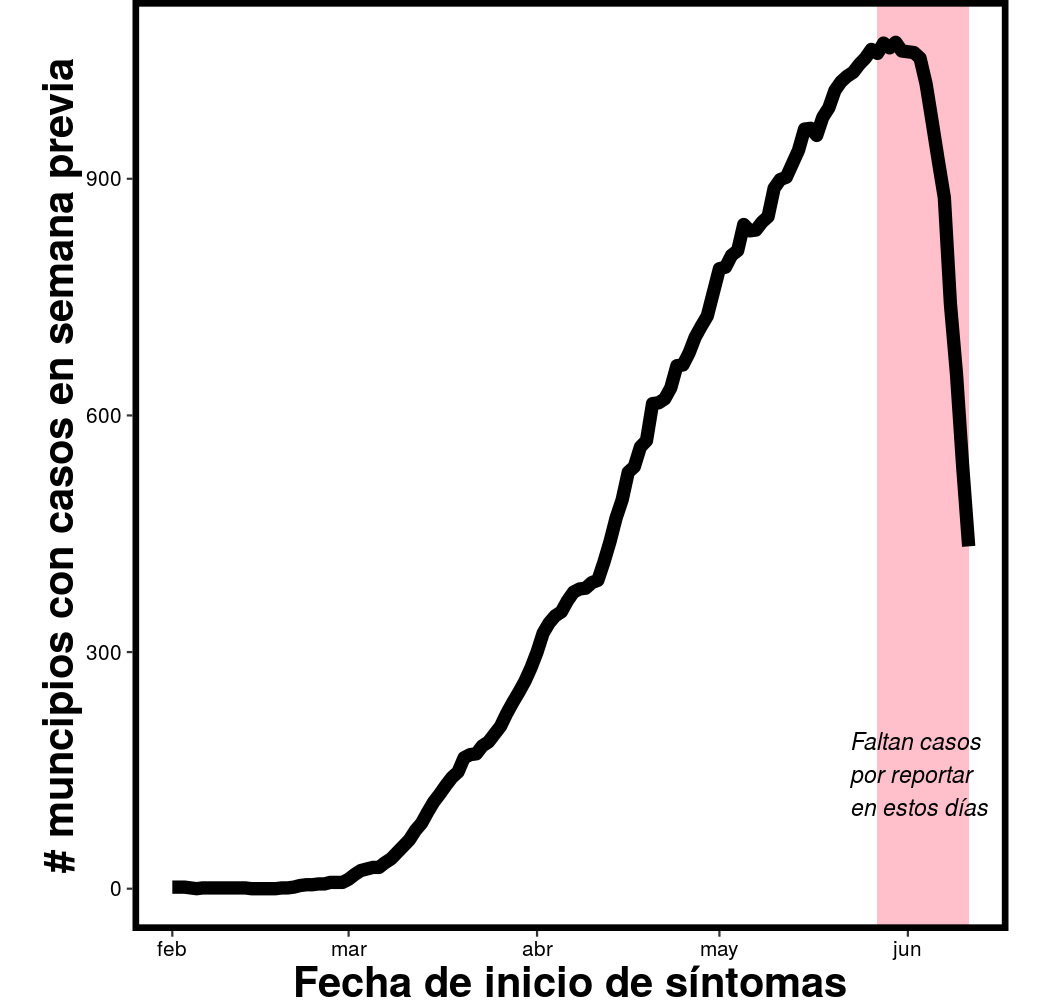 # muncipios con casos en semana previa
900
600
300
0
Faltan casos
por reportar
en estos días
feb mar abr may jun
Fecha de inicio de síntomas